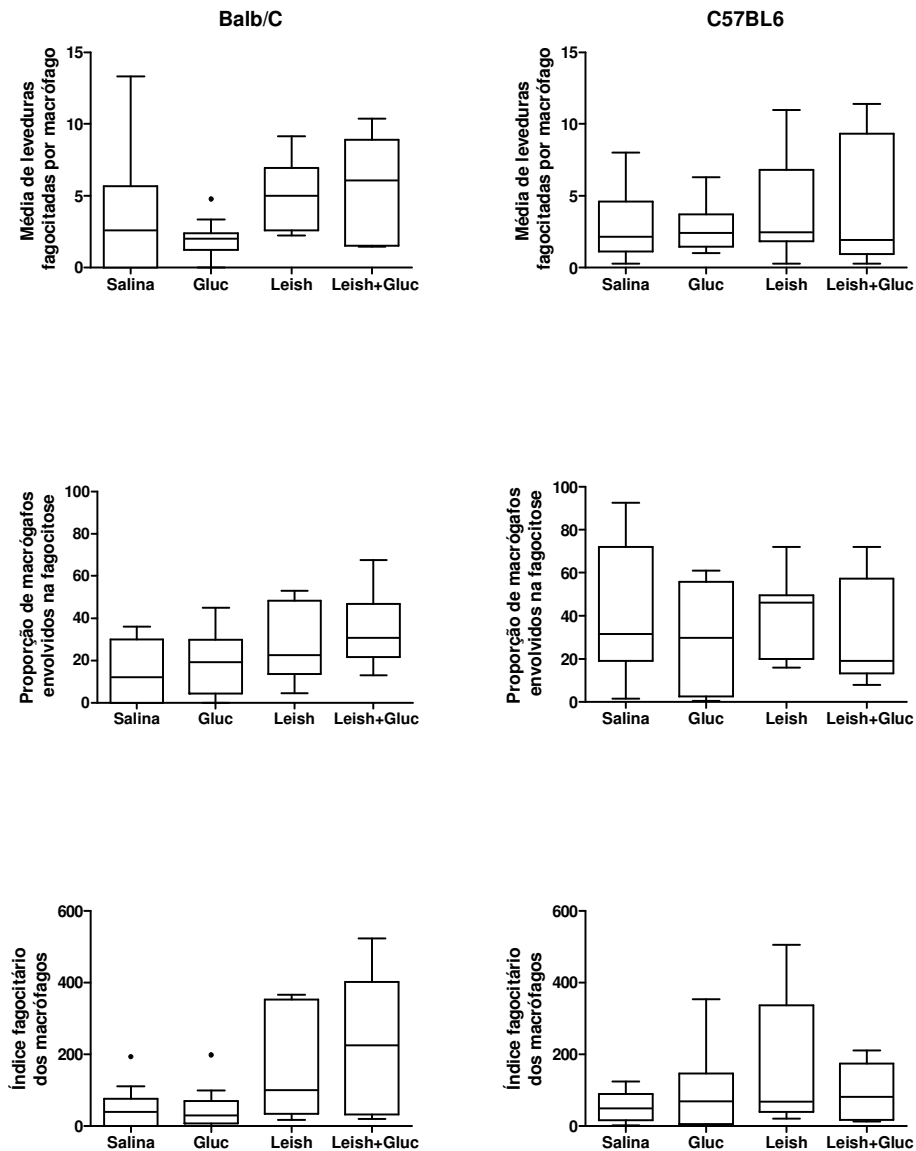 Balb/C
C57BL6
Média de leveduras
fagocitadas por macrófago
15
10
5
0
Salina Gluc Leish Leish+Gluc
Média de leveduras
fagocitadas por macrófago
15
10
5
0
Salina Gluc Leish Leish+Gluc
Proporção de macrógafos
envolvidos na fagocitose
100
80
60
40
20
0
Salina Gluc Leish Leish+Gluc
Proporção de macrógafos
envolvidos na fagocitose
100
80
60
40
20
0
Salina Gluc Leish Leish+Gluc
Índice fagocitário
dos macrófagos
600
400
200
0
Salina Gluc Leish Leish+Gluc
Índice fagocitário
dos macrófagos
600
400
200
0
Salina Gluc Leish Leish+Gluc